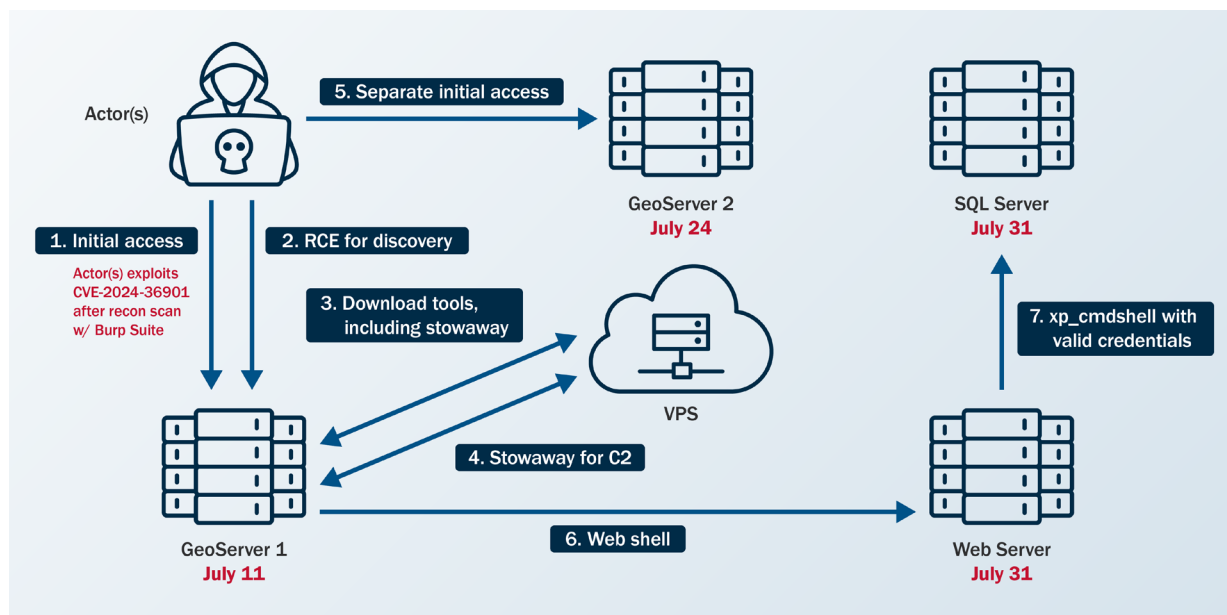 Actor(s)
5. Separate initial access
GeoServer 2
July 24
SQL Server
July 31
1. Initial access
Actor(s) exploits
CVE-2024-36901
after recon scan
w/ Burp Suite
2. RCE for discovery
3. Download tools,
including stowaway
VPS
4. Stowaway for C2
7. xp_cmdshell with
valid credentials
GeoServer 1
July 11
6. Web shell
Web Server
July 31